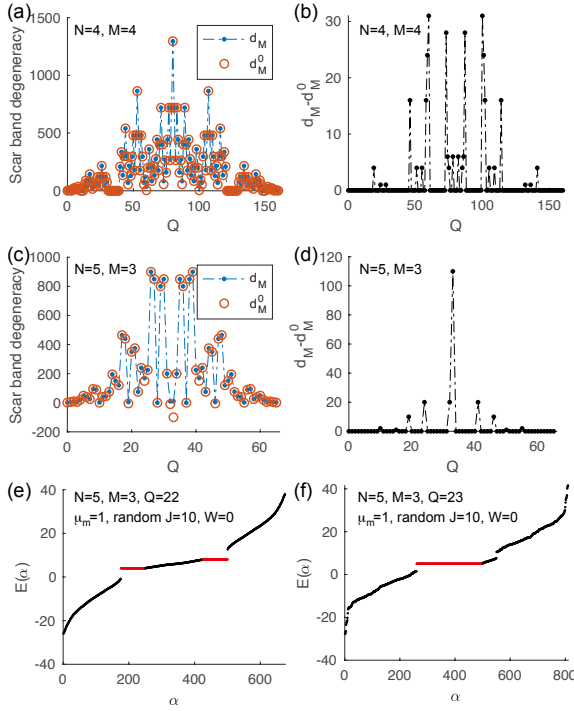 (a)
N=4, M=4
d_M
d_M^0
Scar band degeneracy
1500
1000
500
0
0 50 100 150
Q
(b)
N=4, M=4
d_M-d_M^0
30
20
10
0
0 50 100 150
Q
(c)
N=5, M=3
d_M
d_M^0
Scar band degeneracy
1000
800
600
400
200
0
-200
0 20 40 60
Q
(d)
N=5, M=3
d_M-d_M^0
120
100
80
60
40
20
0
0 20 40 60
Q
(e)
N=5, M=3, Q=22
μ_m=1, random J=10, W=0
E(α)
40
20
0
-20
-40
0 200 400 600
α
(f)
N=5, M=3, Q=23
μ_m=1, random J=10, W=0
E(α)
40
20
0
-20
-40
0 200 400 600 800
α